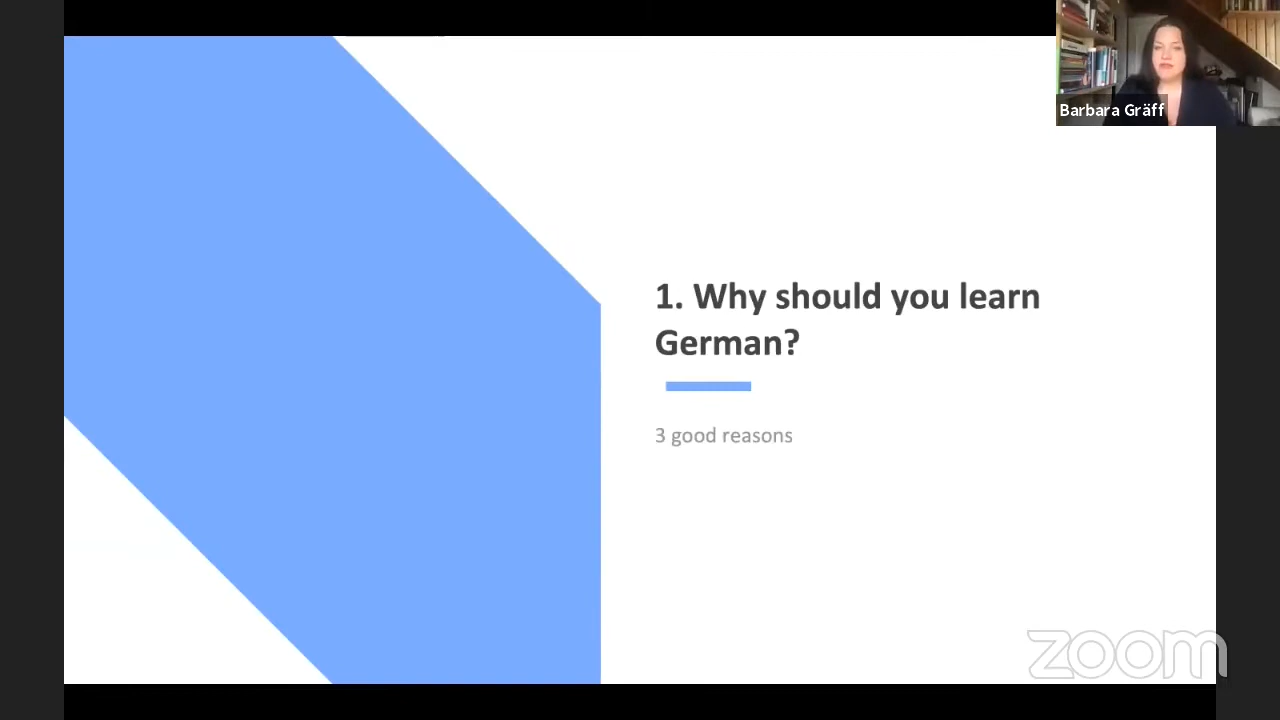 Barbara Gräff
1. Why should you learn
German?
3 good reasons
zoom